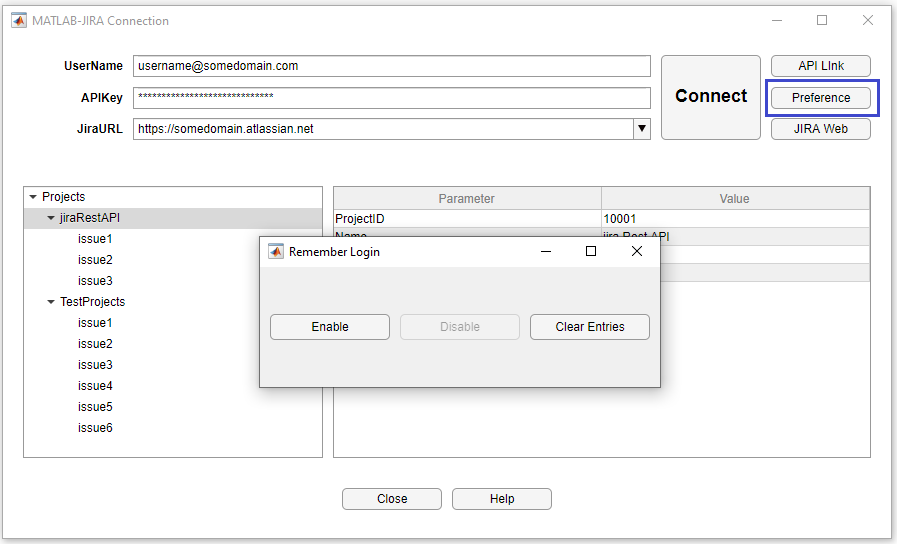 MATLAB-JIRA Connection
UserName username@somedomain.com
APIKey *****************************
JiraURL https://somedomain.atlassian.net
Connect
API LInk
Preference
JIRA Web
Projects
jiraRestAPI
issue1
issue2
issue3
TestProjects
issue1
issue2
issue3
issue4
issue5
issue6
Parameter Value
ProjectID 10001
Name jira Rest API
Remember Login
Enable Disable Clear Entries
Close Help